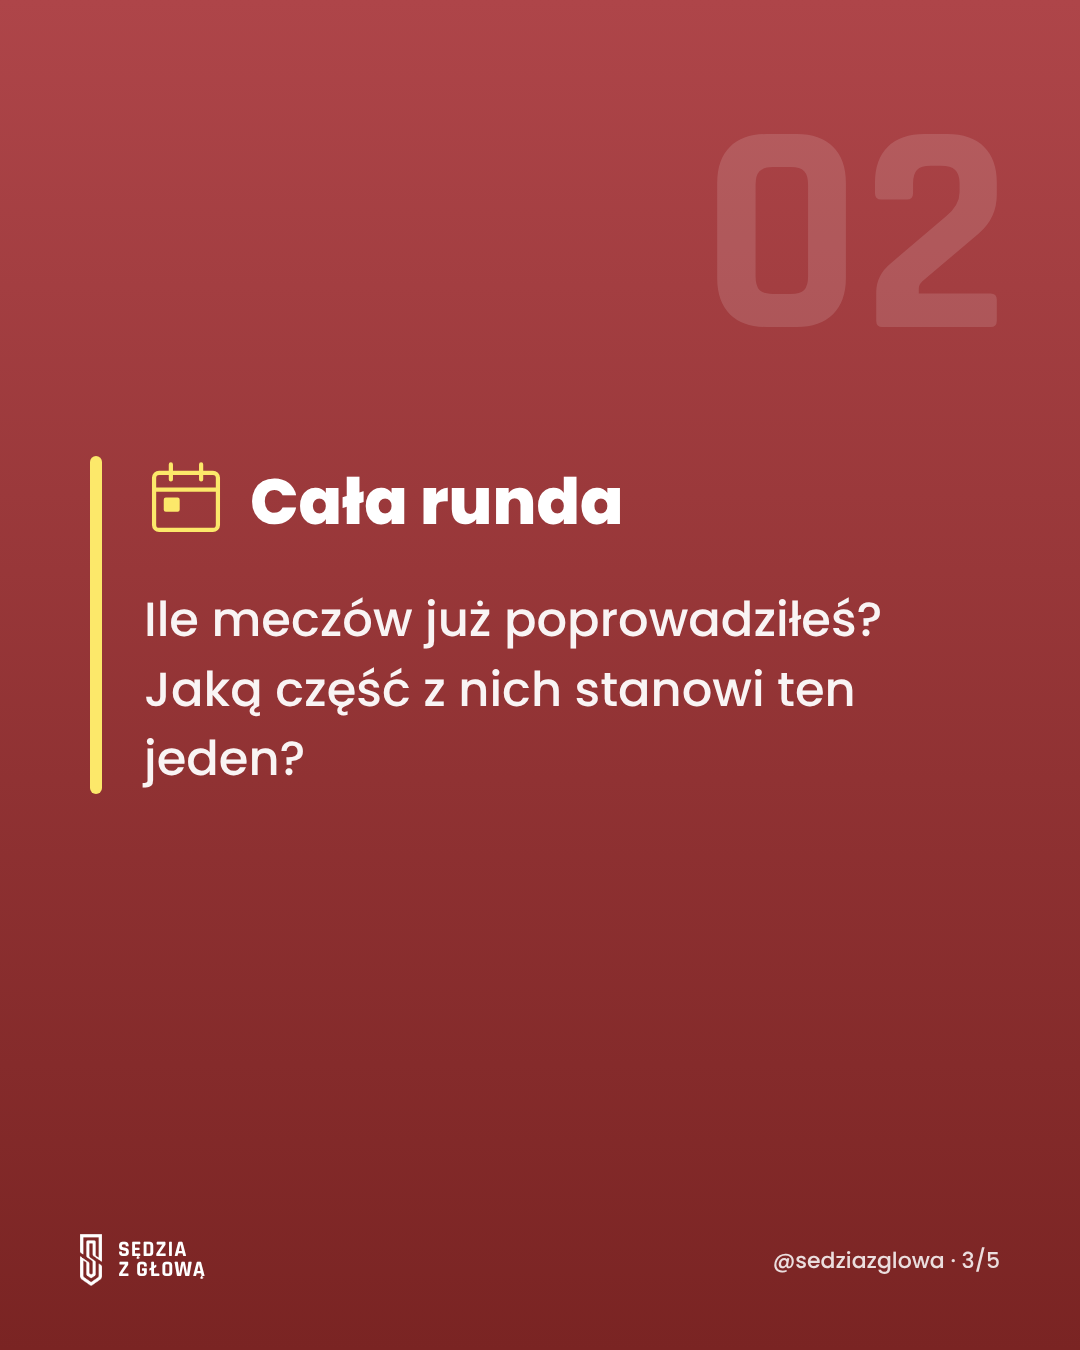 02
Cała runda
Ile meczów już poprowadziłeś?
Jaką część z nich stanowi ten
jeden?
SĘDZIA
Z GŁOWĄ
@sedziazglowa · 3/5